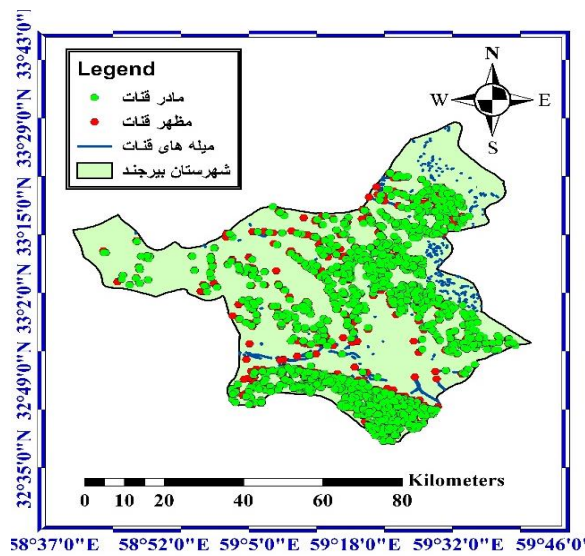 Legend
مادر قنات
مظهر قنات
میله های قنات
شهرستان بیرجند
N
W
E
S
33°43'0"N
33°29'0"N
33°15'0"N
33°2'0"N
32°49'0"N
32°35'0"N
Kilometers
0 5 10 20 40 60 80
58°37'0"E 58°52'0"E 59°5'0"E 59°18'0"E 59°32'0"E 59°46'0"E